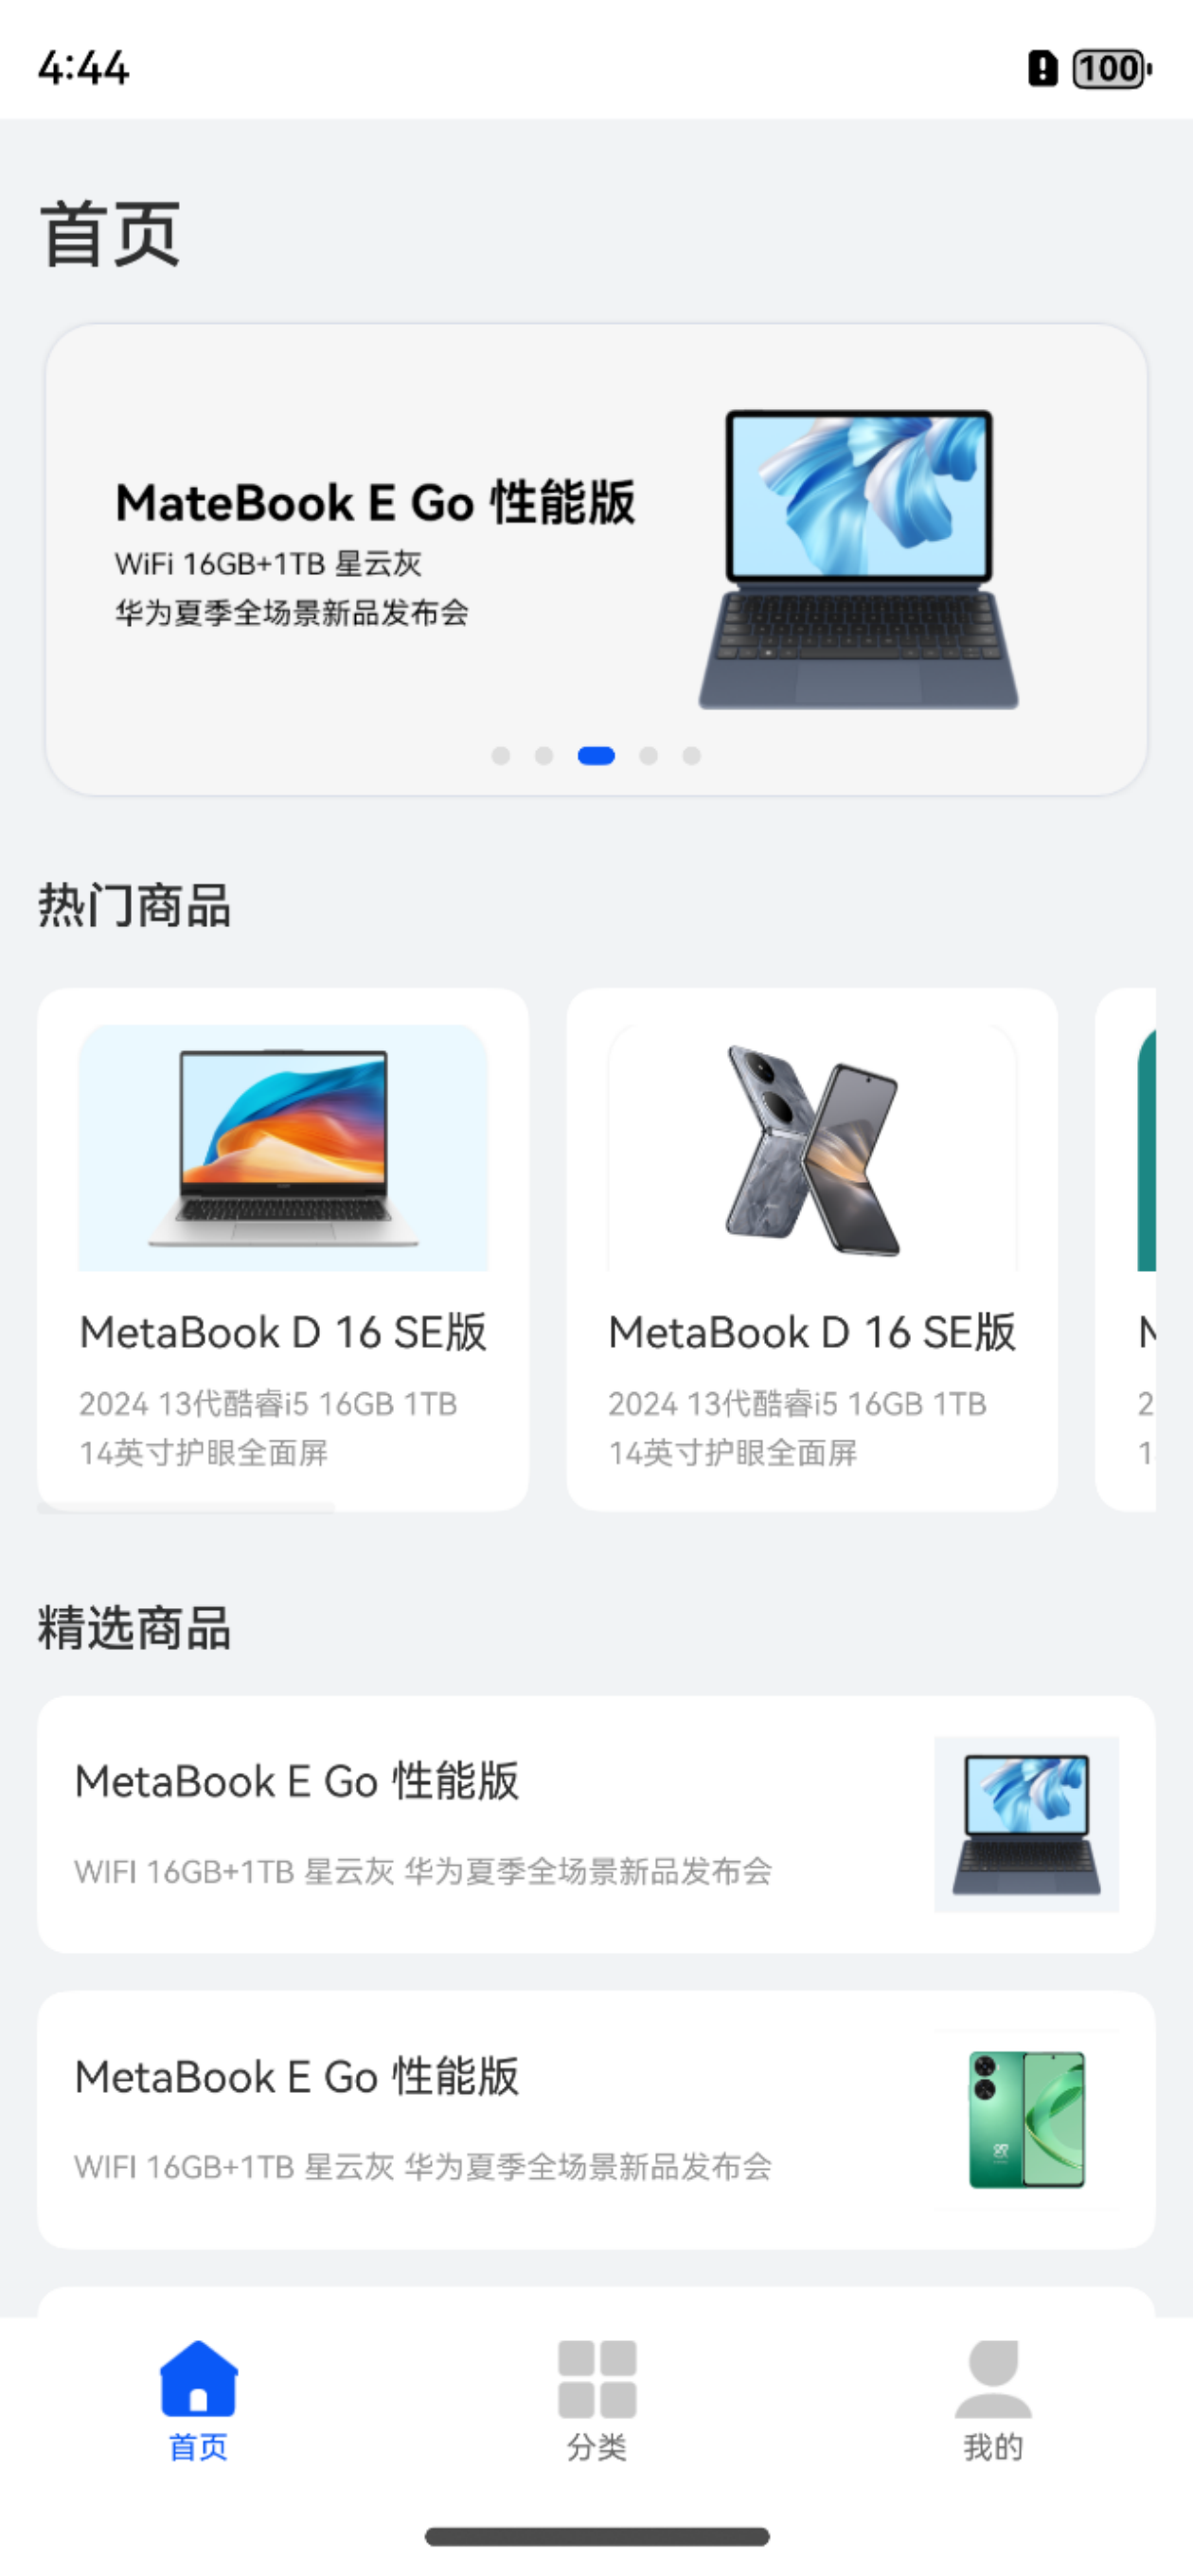 4:44
100
首页
MateBook E Go 性能版
WiFi 16GB+1TB 星云灰
华为夏季全场景新品发布会
热门商品
MetaBook D 16 SE版
2024 13代酷睿i5 16GB 1TB
14英寸护眼全面屏
MetaBook D 16 SE版
2024 13代酷睿i5 16GB 1TB
14英寸护眼全面屏
2
1
精选商品
MetaBook E Go 性能版
WIFI 16GB+1TB 星云灰 华为夏季全场景新品发布会
MetaBook E Go 性能版
WIFI 16GB+1TB 星云灰 华为夏季全场景新品发布会
首页
分类
我的